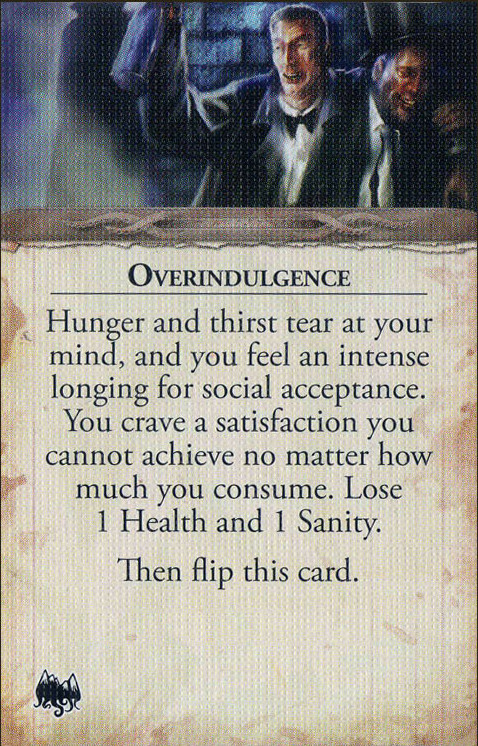 OVERINDULGENCE
Hunger and thirst tear at your
mind, and you feel an intense
longing for social acceptance.
You crave a satisfaction you
cannot achieve no matter how
much you consume. Lose
1 Health and 1 Sanity.
Then flip this card.